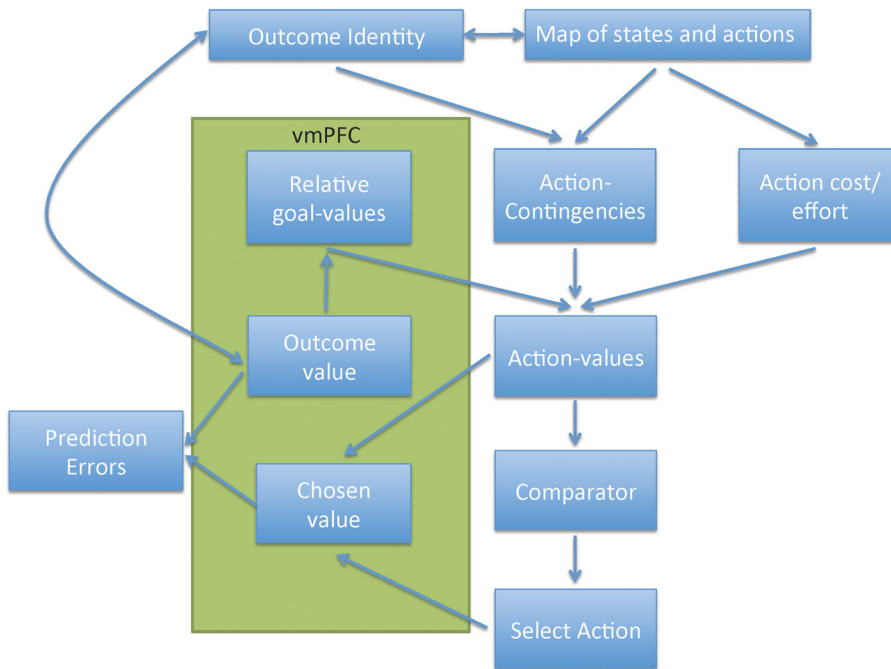 Outcome Identity
Map of states and actions
vmPFC
Relative
goal-values
Action-
Contingencies
Action cost/
effort
Outcome
value
Action-values
Prediction
Errors
Chosen
value
Comparator
Select Action